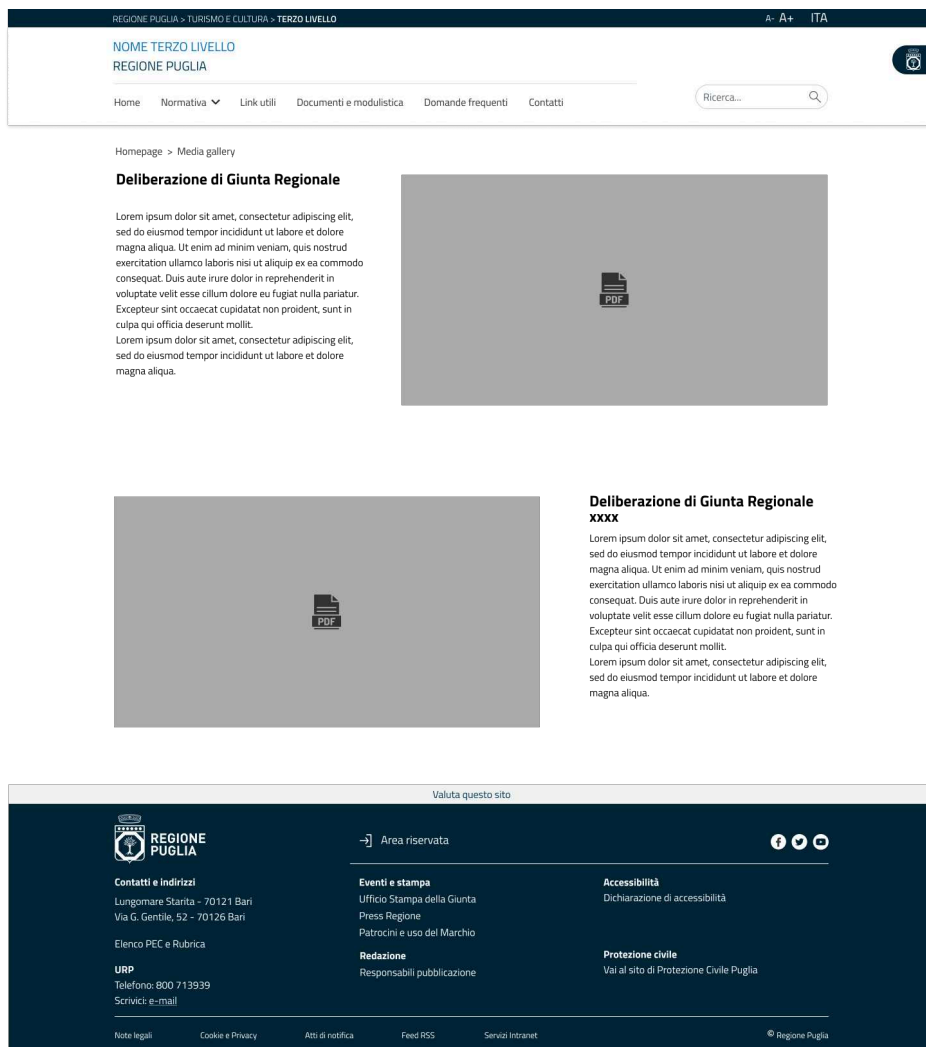 REGIONE PUGLIA > TURISMO E CULTURA > TERZO LIVELLO
A- A+ ITA
NOME TERZO LIVELLO
REGIONE PUGLIA
Home Normativa Link utili Documenti e modulistica Domande frequenti Contatti
Ricerca...
Homepage > Media gallery
Deliberazione di Giunta Regionale
Lorem ipsum dolor sit amet, consectetur adipiscing elit,
sed do eiusmod tempor incididunt ut labore et dolore
magna aliqua. Ut enim ad minim veniam, quis nostrud
exercitation ullamco laboris nisi ut aliquip ex ea commodo
consequat. Duis aute irure dolor in reprehenderit in
voluptate velit esse cillum dolore eu fugiat nulla pariatur.
Excepteur sint occaecat cupidatat non proident, sunt in
culpa qui officia deserunt mollit.
Lorem ipsum dolor sit amet, consectetur adipiscing elit,
sed do eiusmod tempor incididunt ut labore et dolore
magna aliqua.
PDF
PDF
Deliberazione di Giunta Regionale
xxxx
Lorem ipsum dolor sit amet, consectetur adipiscing elit,
sed do eiusmod tempor incididunt ut labore et dolore
magna aliqua. Ut enim ad minim veniam, quis nostrud
exercitation ullamco laboris nisi ut aliquip ex ea commodo
consequat. Duis aute irure dolor in reprehenderit in
voluptate velit esse cillum dolore eu fugiat nulla pariatur.
Excepteur sint occaecat cupidatat non proident, sunt in
culpa qui officia deserunt mollit.
Lorem ipsum dolor sit amet, consectetur adipiscing elit,
sed do eiusmod tempor incididunt ut labore et dolore
magna aliqua.
Valuta questo sito
REGIONE
PUGLIA
Area riservata
Contatti e indirizzi
Lungomare Starita - 70121 Bari
Via G. Gentile, 52 - 70126 Bari
Elenco PEC e Rubrica
URP
Telefono: 800 713939
Scrivici: e-mail
Eventi e stampa
Ufficio Stampa della Giunta
Press Regione
Patrocini e uso del Marchio
Redazione
Responsabili pubblicazione
Accessibilità
Dichiarazione di accessibilità
Protezione civile
Vai al sito di Protezione Civile Puglia
Note legali Cookie e Privacy Atti di notifica Feed RSS Servizi Intranet © Regione Puglia